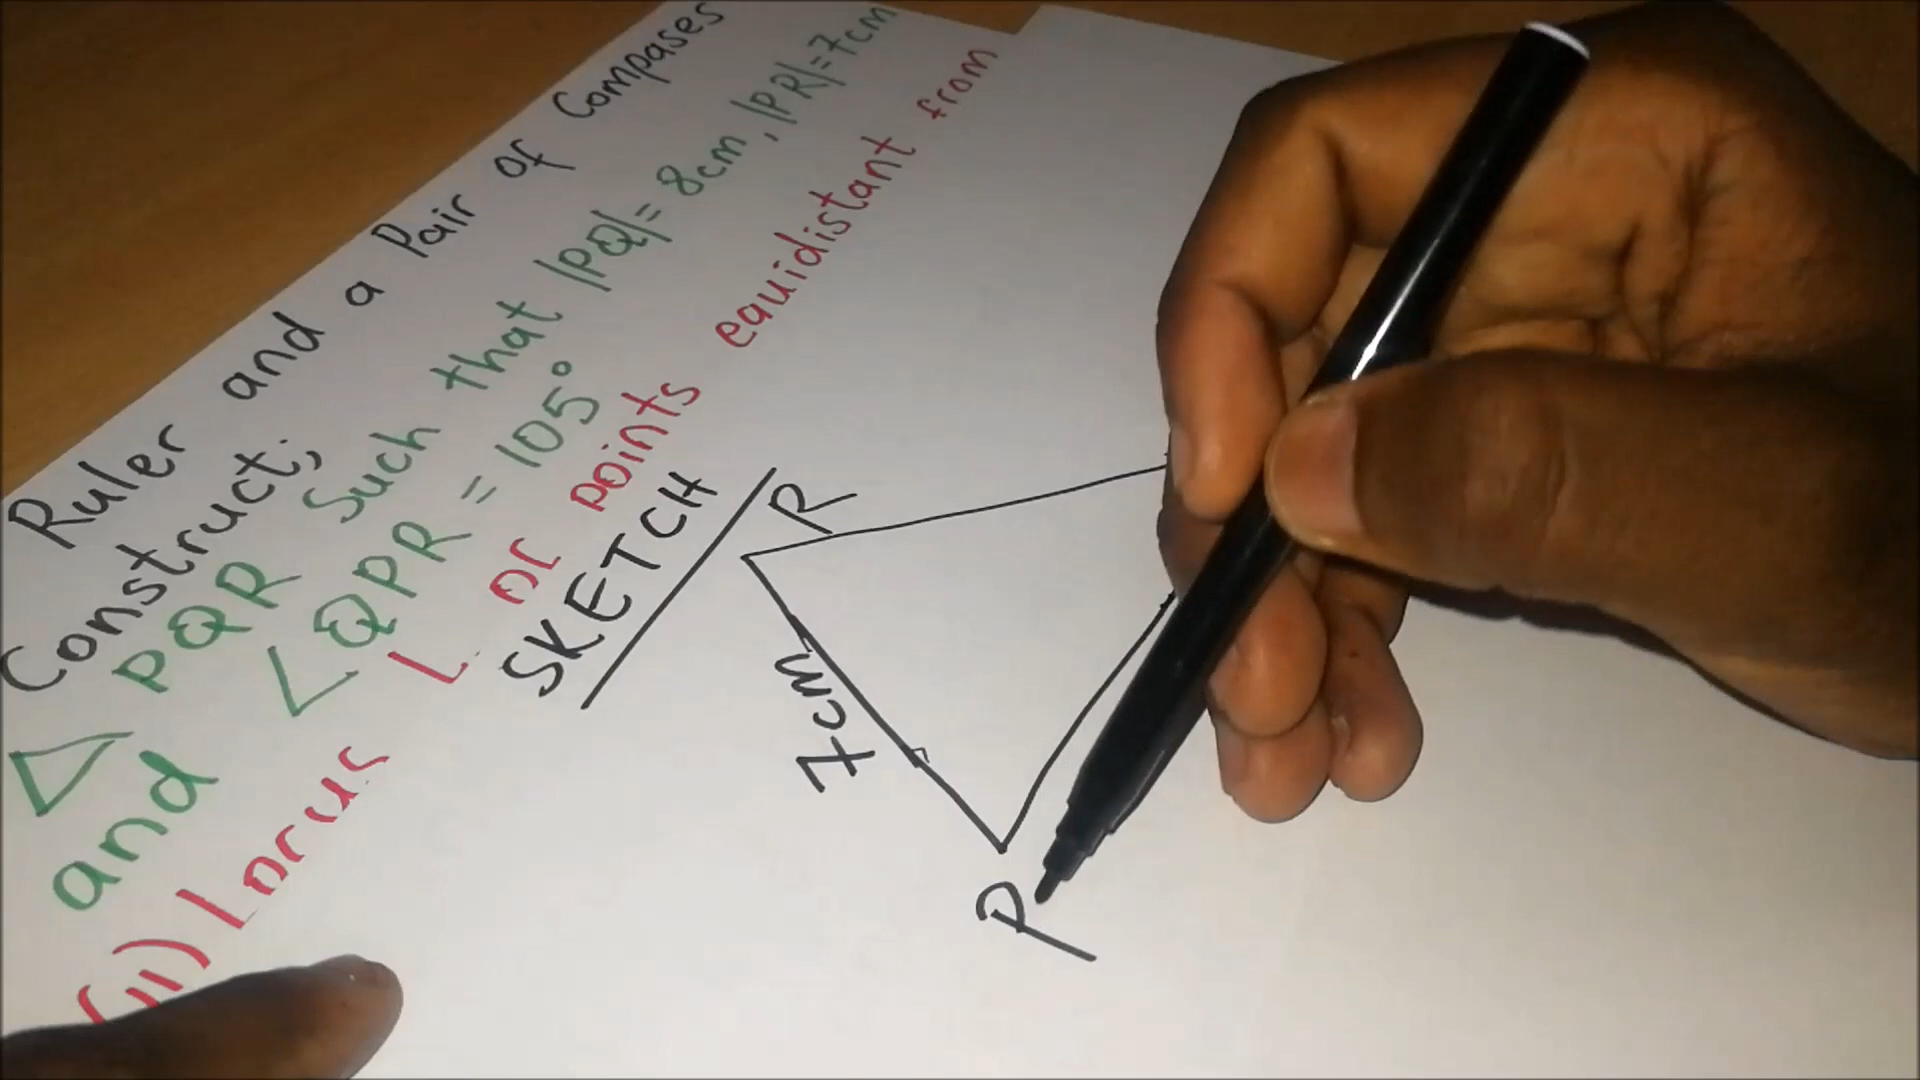 Ruler and a Pair of Compases
Construct;
△ PQR such that |PQ|= 8cm, |PR|=7cm
and ∠QPR = 105°
(ii) Locus L of points equidistant from
SKETCH
R
7cm
P